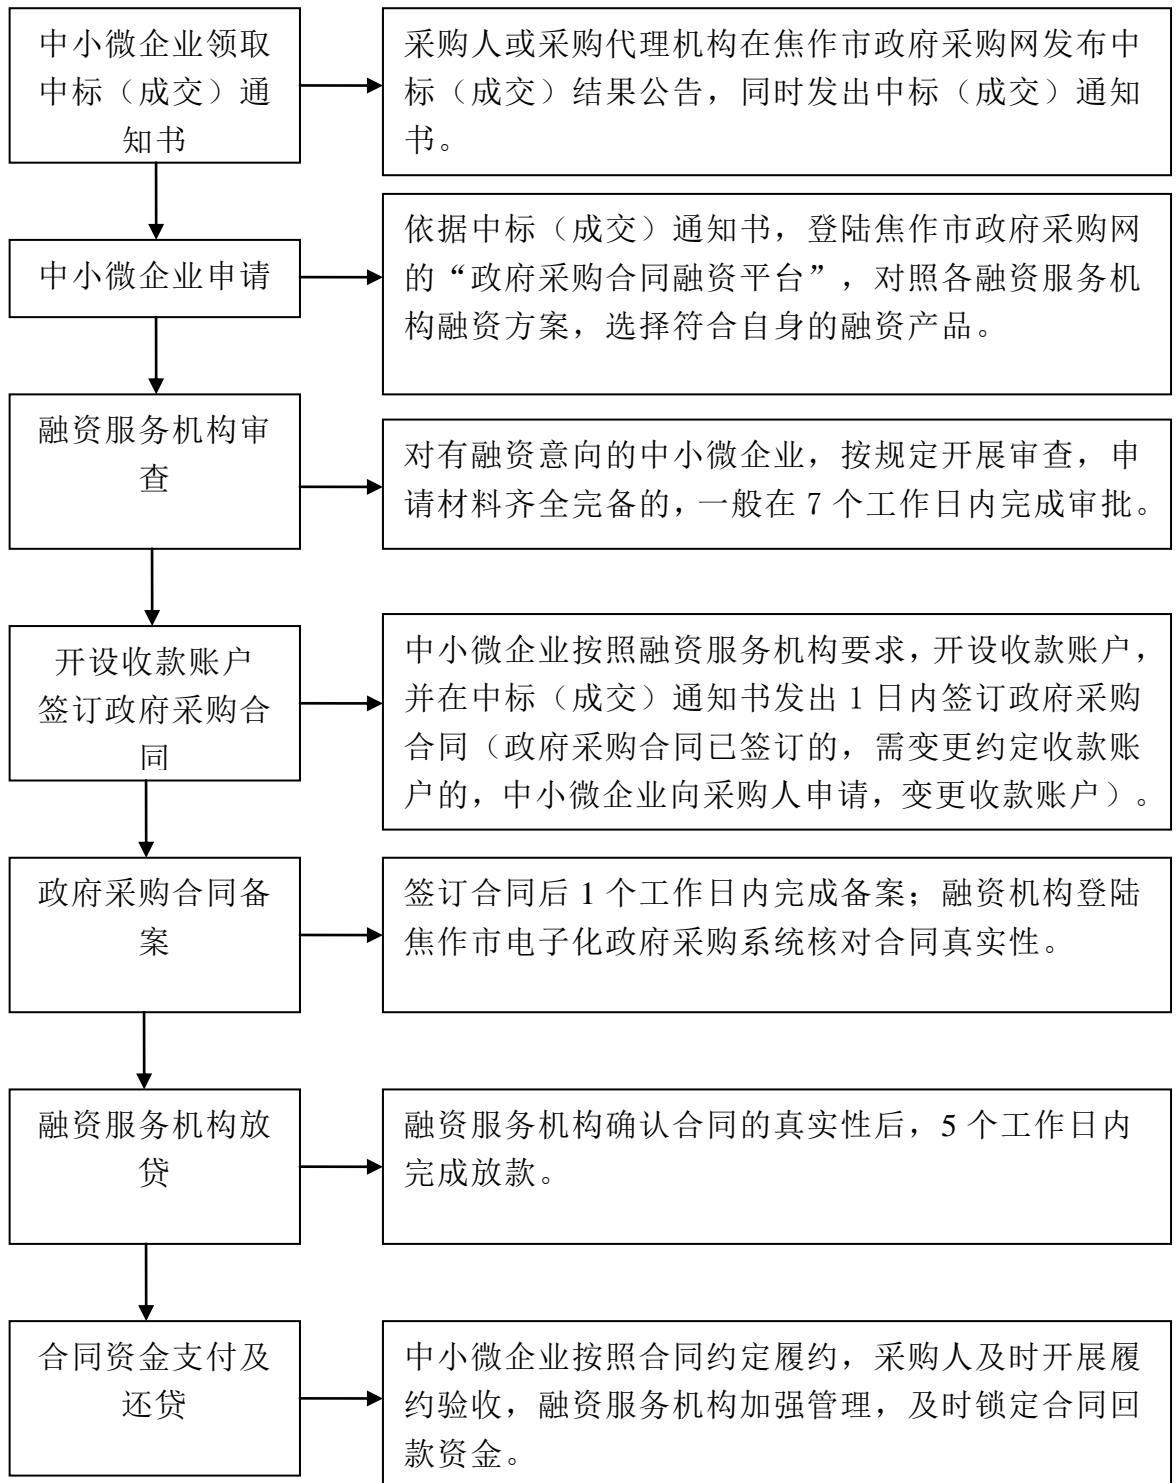 中小微企业领取
中标（成交）通
知书
采购人或采购代理机构在焦作市政府采购网发布中
标（成交）结果公告，同时发出中标（成交）通知
书。
中小微企业申请
依据中标（成交）通知书，登陆焦作市政府采购网
的“政府采购合同融资平台”，对照各融资服务机
构融资方案，选择符合自身的融资产品。
融资服务机构审
查
对有融资意向的中小微企业，按规定开展审查，申
请材料齐全完备的，一般在 7 个工作日内完成审批。
开设收款账户
签订政府采购合
同
中小微企业按照融资服务机构要求，开设收款账户，
并在中标（成交）通知书发出 1 日内签订政府采购
合同（政府采购合同已签订的，需变更约定收款账
户的，中小微企业向采购人申请，变更收款账户）。
政府采购合同备
案
签订合同后 1 个工作日内完成备案；融资机构登陆
焦作市电子化政府采购系统核对合同真实性。
融资服务机构放
贷
融资服务机构确认合同的真实性后，5 个工作日内
完成放款。
合同资金支付及
还贷
中小微企业按照合同约定履约，采购人及时开展履
约验收，融资服务机构加强管理，及时锁定合同回
款资金。